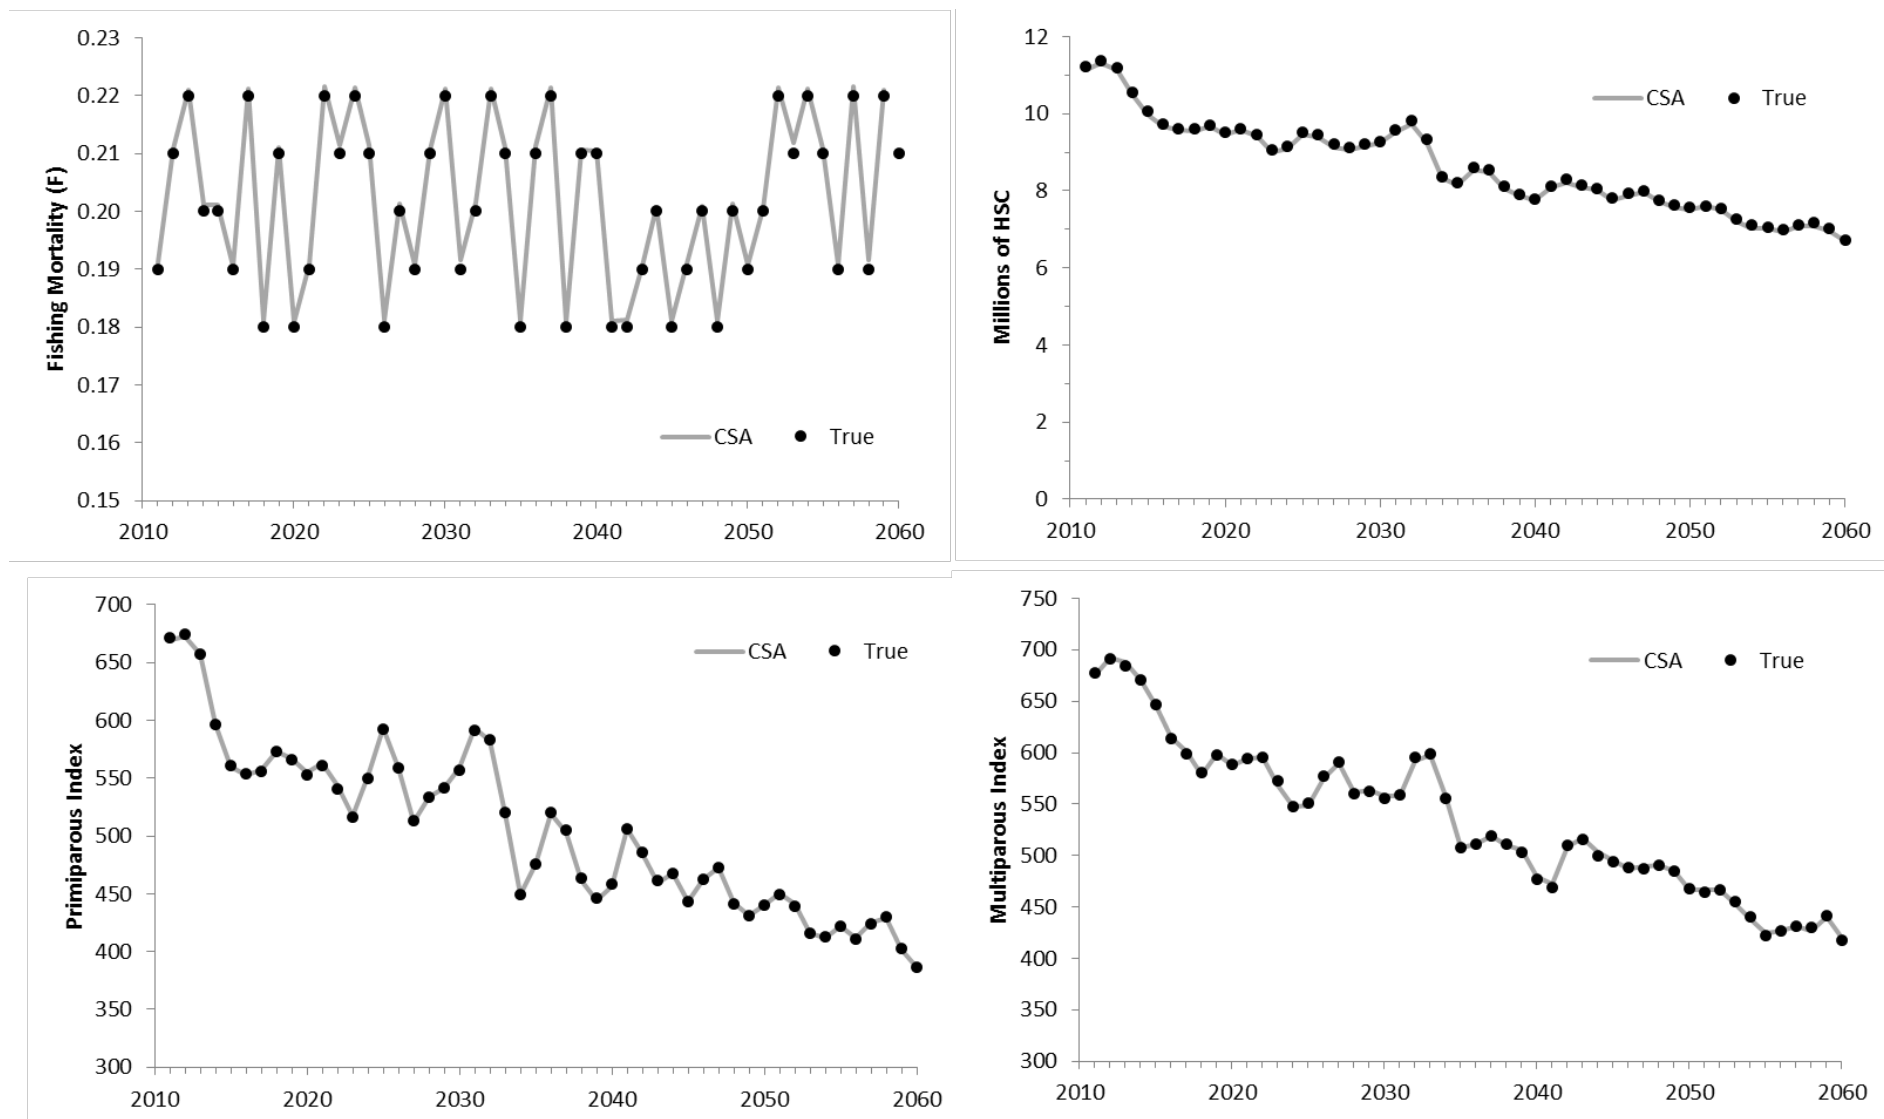 0.23
0.22
0.21
0.20
0.19
0.18
0.17
0.16
0.15
Fishing Mortality (F)
CSA True
2010 2020 2030 2040 2050 2060
12
10
8
6
4
2
0
Millions of HSC
CSA True
2010 2020 2030 2040 2050 2060
700
650
600
550
500
450
400
350
300
Primiparous Index
CSA True
2010 2020 2030 2040 2050 2060
750
700
650
600
550
500
450
400
350
300
Multiparous Index
CSA True
2010 2020 2030 2040 2050 2060